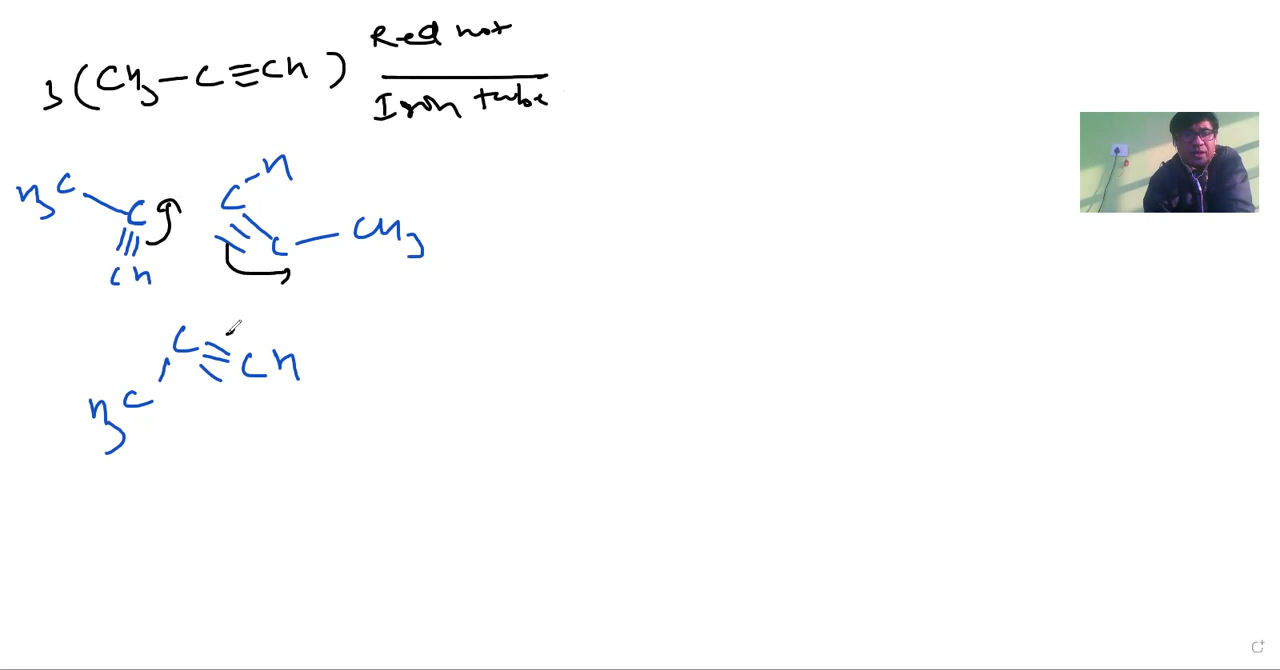 3(CH3-C≡CH) Red hot
Iron tube
H3C C-H
C C-CH3
CH
C≡CH
H3C